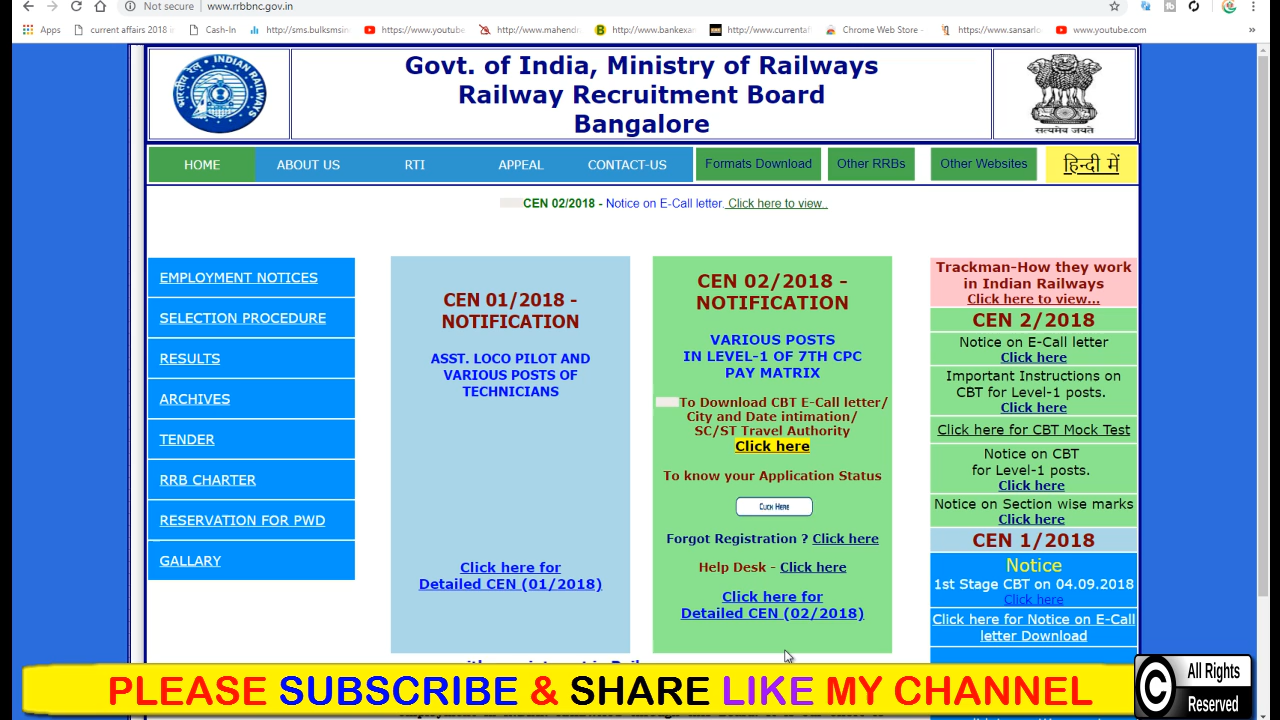 Not secure
www.rrbbnc.gov.in
Apps
current affairs 2018 i
Cash-In
http://sms.bulksmsin
https://www.youtube
http://www.mahend
http://www.bankexa
http://www.current
Chrome Web Store -
https://www.sansarlo
www.youtube.com
»
INDIAN RAILWAYS
भारतीय रेल
Govt. of India, Ministry of Railways
Railway Recruitment Board
Bangalore
सत्यमेव जयते
HOME
ABOUT US
RTI
APPEAL
CONTACT-US
Formats Download
Other RRBs
Other Websites
हिन्दी में
CEN 02/2018 - Notice on E-Call letter. Click here to view..
EMPLOYMENT NOTICES
SELECTION PROCEDURE
RESULTS
ARCHIVES
TENDER
RRB CHARTER
RESERVATION FOR PWD
GALLARY
CEN 01/2018 -
NOTIFICATION
ASST. LOCO PILOT AND
VARIOUS POSTS OF
TECHNICIANS
Click here for
Detailed CEN (01/2018)
CEN 02/2018 -
NOTIFICATION
VARIOUS POSTS
IN LEVEL-1 OF 7TH CPC
PAY MATRIX
To Download CBT E-Call letter/
City and Date intimation/
SC/ST Travel Authority
Click here
To know your Application Status
Click Here
Forgot Registration ? Click here
Help Desk - Click here
Click here for
Detailed CEN (02/2018)
Trackman-How they work
in Indian Railways
Click here to view...
CEN 2/2018
Notice on E-Call letter
Click here
Important Instructions on
CBT for Level-1 posts.
Click here
Click here for CBT Mock Test
Notice on CBT
for Level-1 posts.
Click here
Notice on Section wise marks
Click here
CEN 1/2018
Notice
1st Stage CBT on 04.09.2018
Click here
Click here for Notice on E-Call
letter Download
PLEASE SUBSCRIBE & SHARE LIKE MY CHANNEL
© All Rights
Reserved